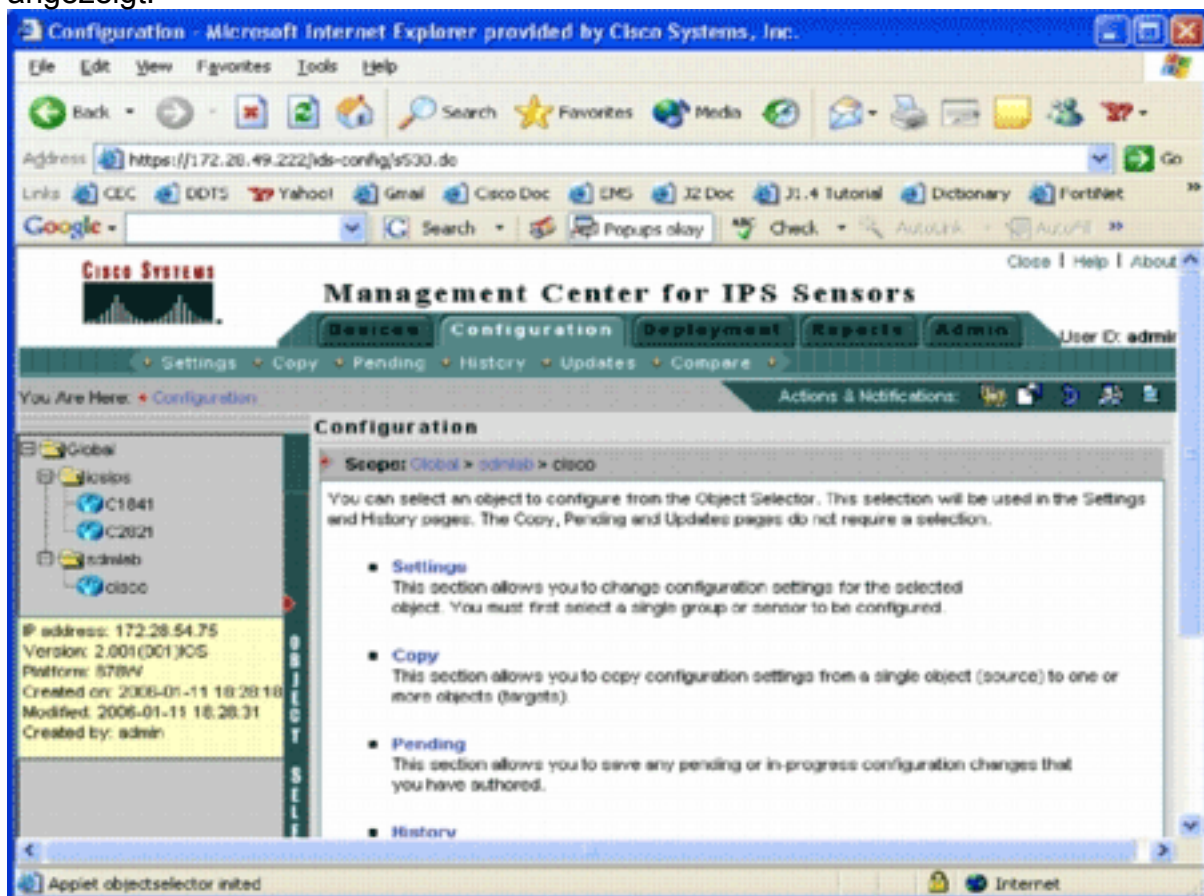 angezeigt.
Configuration - Microsoft Internet Explorer provided by Cisco Systems, Inc.
File Edit View Favorites Tools Help
Back Search Favorites Media
Address https://172.28.49.222/ids-config/s530.do Go
Links CEC DDTS Yahoo! Gmail Cisco Doc EMS J2 Doc J1.4 Tutorial Dictionary FortiNet »
Google Search Popups okay Check AutoLink AutoFill »
Close | Help | About
CISCO SYSTEMS
Management Center for IPS Sensors
Devices Configuration Deployment Reports Admin
User ID: admin
Settings Copy Pending History Updates Compare
You Are Here: Configuration
Actions & Notifications:
Global
iosips
C1841
C2821
sdmlab
cisco
IP address: 172.28.54.75
Version: 2.001(001)IOS
Platform: 878W
Created on: 2006-01-11 18:28:18
Modified: 2006-01-11 18:28:31
Created by: admin
OBJECT SELE
Configuration
Scope: Global > sdmlab > cisco
You can select an object to configure from the Object Selector. This selection will be used in the Settings
and History pages. The Copy, Pending and Updates pages do not require a selection.
Settings
This section allows you to change configuration settings for the selected
object. You must first select a single group or sensor to be configured.
Copy
This section allows you to copy configuration settings from a single object (source) to one or
more objects (targets).
Pending
This section allows you to save any pending or in-progress configuration changes that
you have authored.
History
Applet objectselector inited
Internet